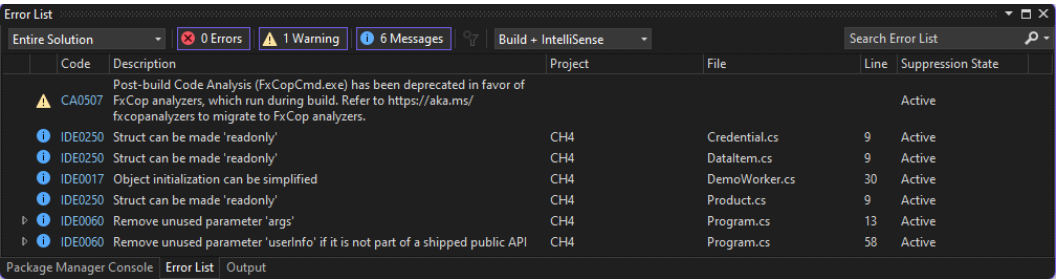 Error List
Entire Solution 0 Errors 1 Warning 6 Messages Build + IntelliSense Search Error List
Code Description Project File Line Suppression State
Post-build Code Analysis (FxCopCmd.exe) has been deprecated in favor of
CA0507 FxCop analyzers, which run during build. Refer to https://aka.ms/ Active
fxcopanalyzers to migrate to FxCop analyzers.
IDE0250 Struct can be made 'readonly' CH4 Credential.cs 9 Active
IDE0250 Struct can be made 'readonly' CH4 DataItem.cs 9 Active
IDE0017 Object initialization can be simplified CH4 DemoWorker.cs 30 Active
IDE0250 Struct can be made 'readonly' CH4 Product.cs 9 Active
IDE0060 Remove unused parameter 'args' CH4 Program.cs 13 Active
IDE0060 Remove unused parameter 'userInfo' if it is not part of a shipped public API CH4 Program.cs 58 Active
Package Manager Console Error List Output